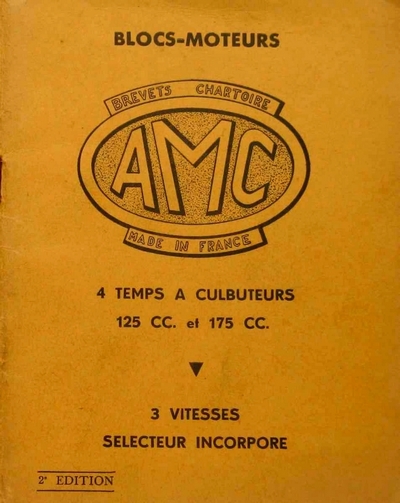 BLOCS-MOTEURS
BREVETS CHARTOIRE
AMC
MADE IN FRANCE
4 TEMPS A CULBUTEURS
125 CC. et 175 CC.
3 VITESSES
SELECTEUR INCORPORE
2e EDITION